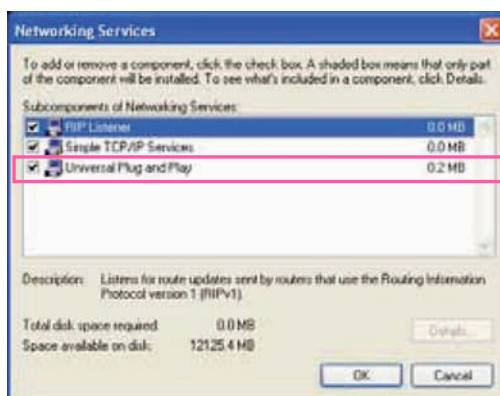 Networking Services
To add or remove a component, click the check box. A shaded box means that only part
of the component will be installed. To see what's included in a component, click Details.
Subcomponents of Networking Services:
RIP Listener 0.0 MB
Simple TCP/IP Services 0.0 MB
Universal Plug and Play 0.2 MB
Description: Listens for route updates sent by routers that use the Routing Information
Protocol version 1 (RIPv1).
Total disk space required: 0.0 MB
Space available on disk: 12125.4 MB
Details...
OK Cancel